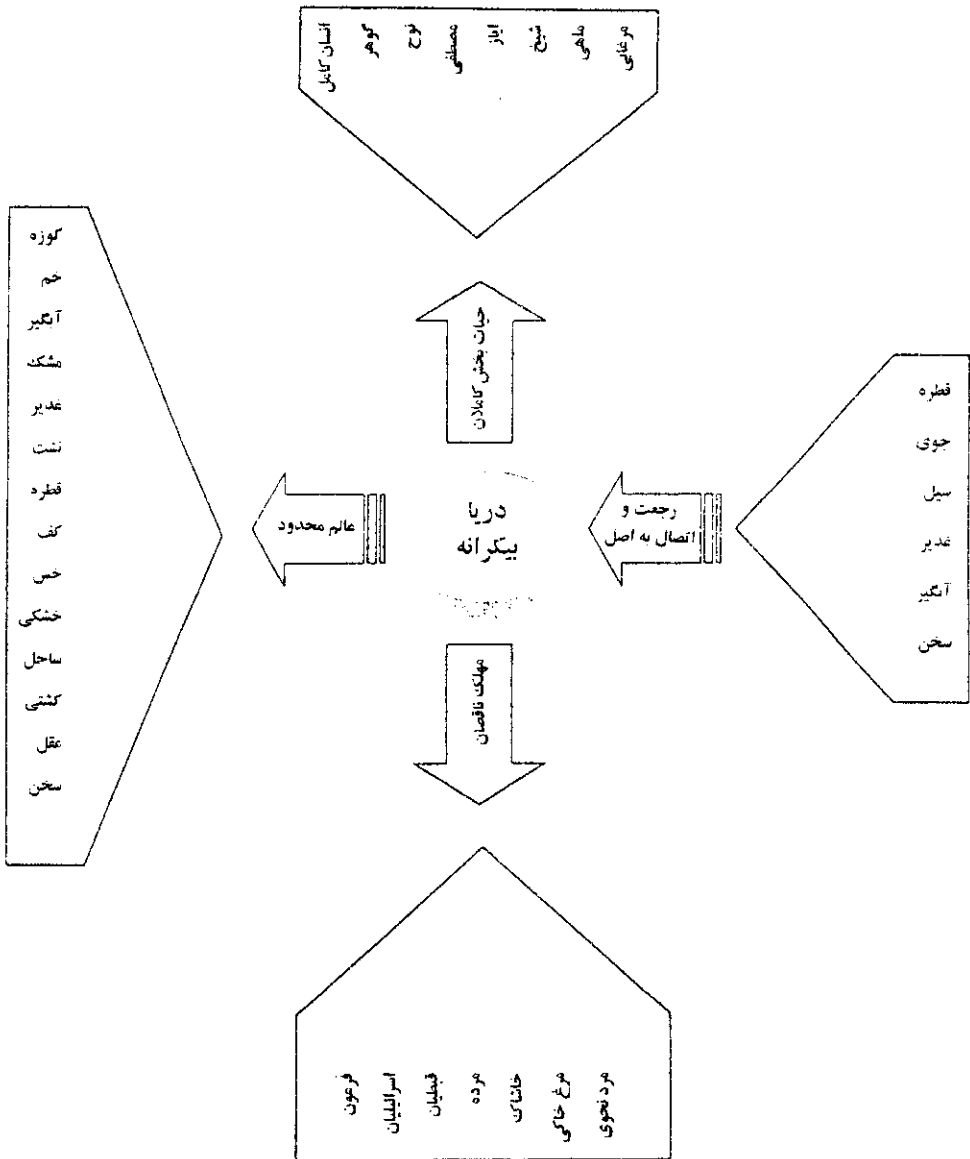 انسان کامل
گوهر
نوح
مصطفی
ایاز
شیخ
ماهی
مرغابی
حیات بخش کاملان
کوزه
خم
آبگیر
مشک
غدیر
تشت
قطره
کف
خس
خشکی
ساحل
کشتی
عقل
سخن
عالم محدود
دریا
بیکرانه
رجعت و
اتصال به اصل
قطره
جوی
سیل
غدیر
آبگیر
سخن
مهلک ناقصان
فرعون
اسرائیلیان
قبطیان
مرده
خاشاک
مرغ خاکی
مرد نحوی